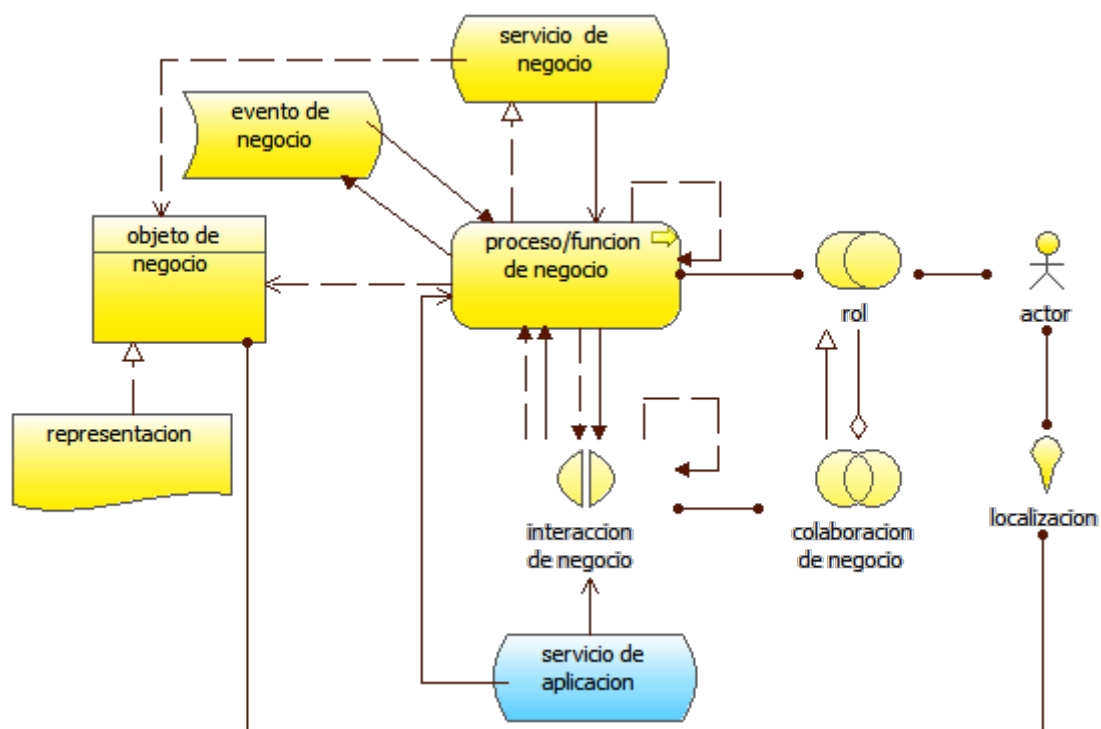 servicio de
negocio
evento de
negocio
objeto de
negocio
proceso/funcion
de negocio
rol
actor
representacion
interaccion
de negocio
colaboracion
de negocio
localizacion
servicio de
aplicacion